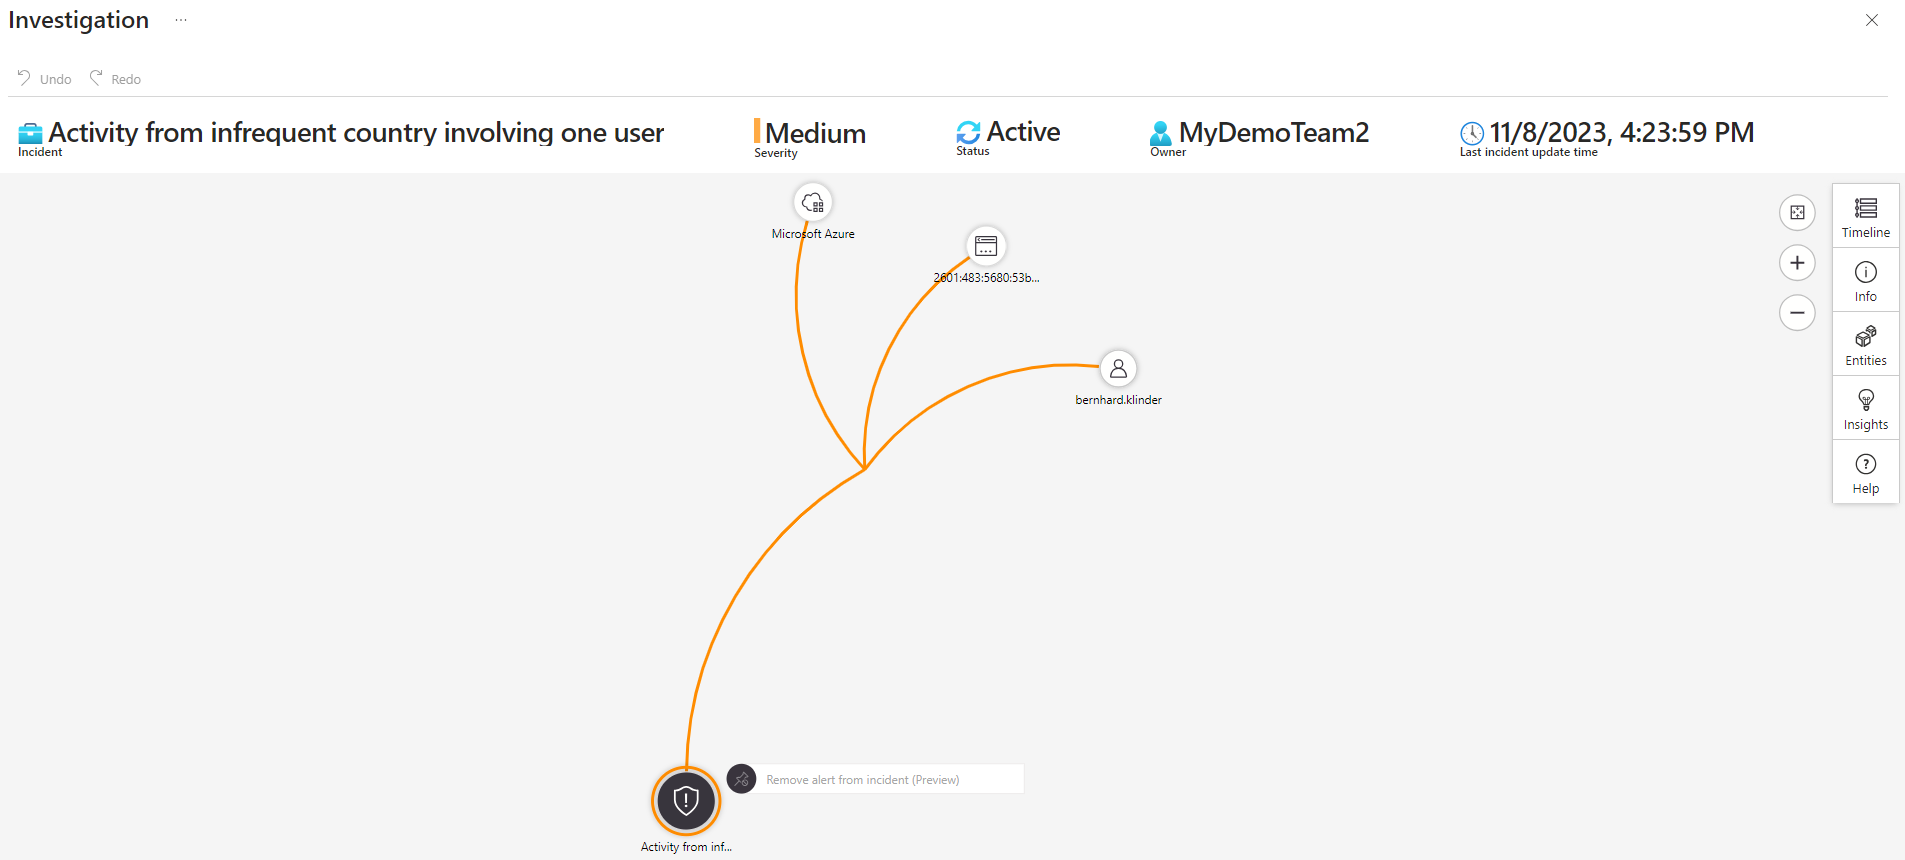 Investigation ...
Undo Redo
Activity from infrequent country involving one user
Incident
Medium
Severity
Active
Status
MyDemoTeam2
Owner
11/8/2023, 4:23:59 PM
Last incident update time
Microsoft Azure
2601:483:5680:53b...
bernhard.klinder
Timeline
Info
Entities
Insights
Help
Remove alert from incident (Preview)
Activity from inf...